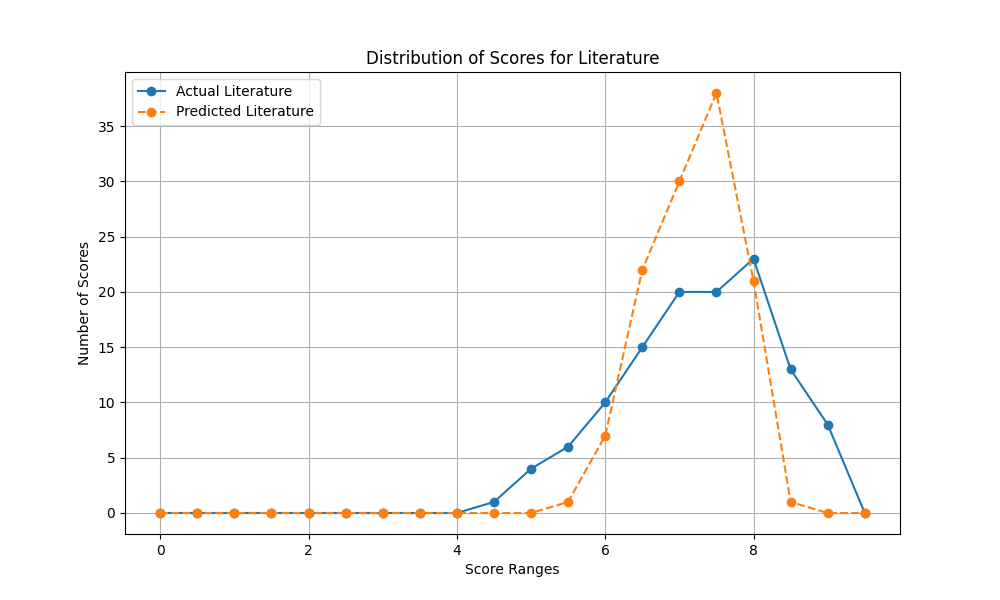 Distribution of Scores for Literature
Actual Literature
Predicted Literature
Number of Scores
35
30
25
20
15
10
5
0
0 2 4 6 8
Score Ranges